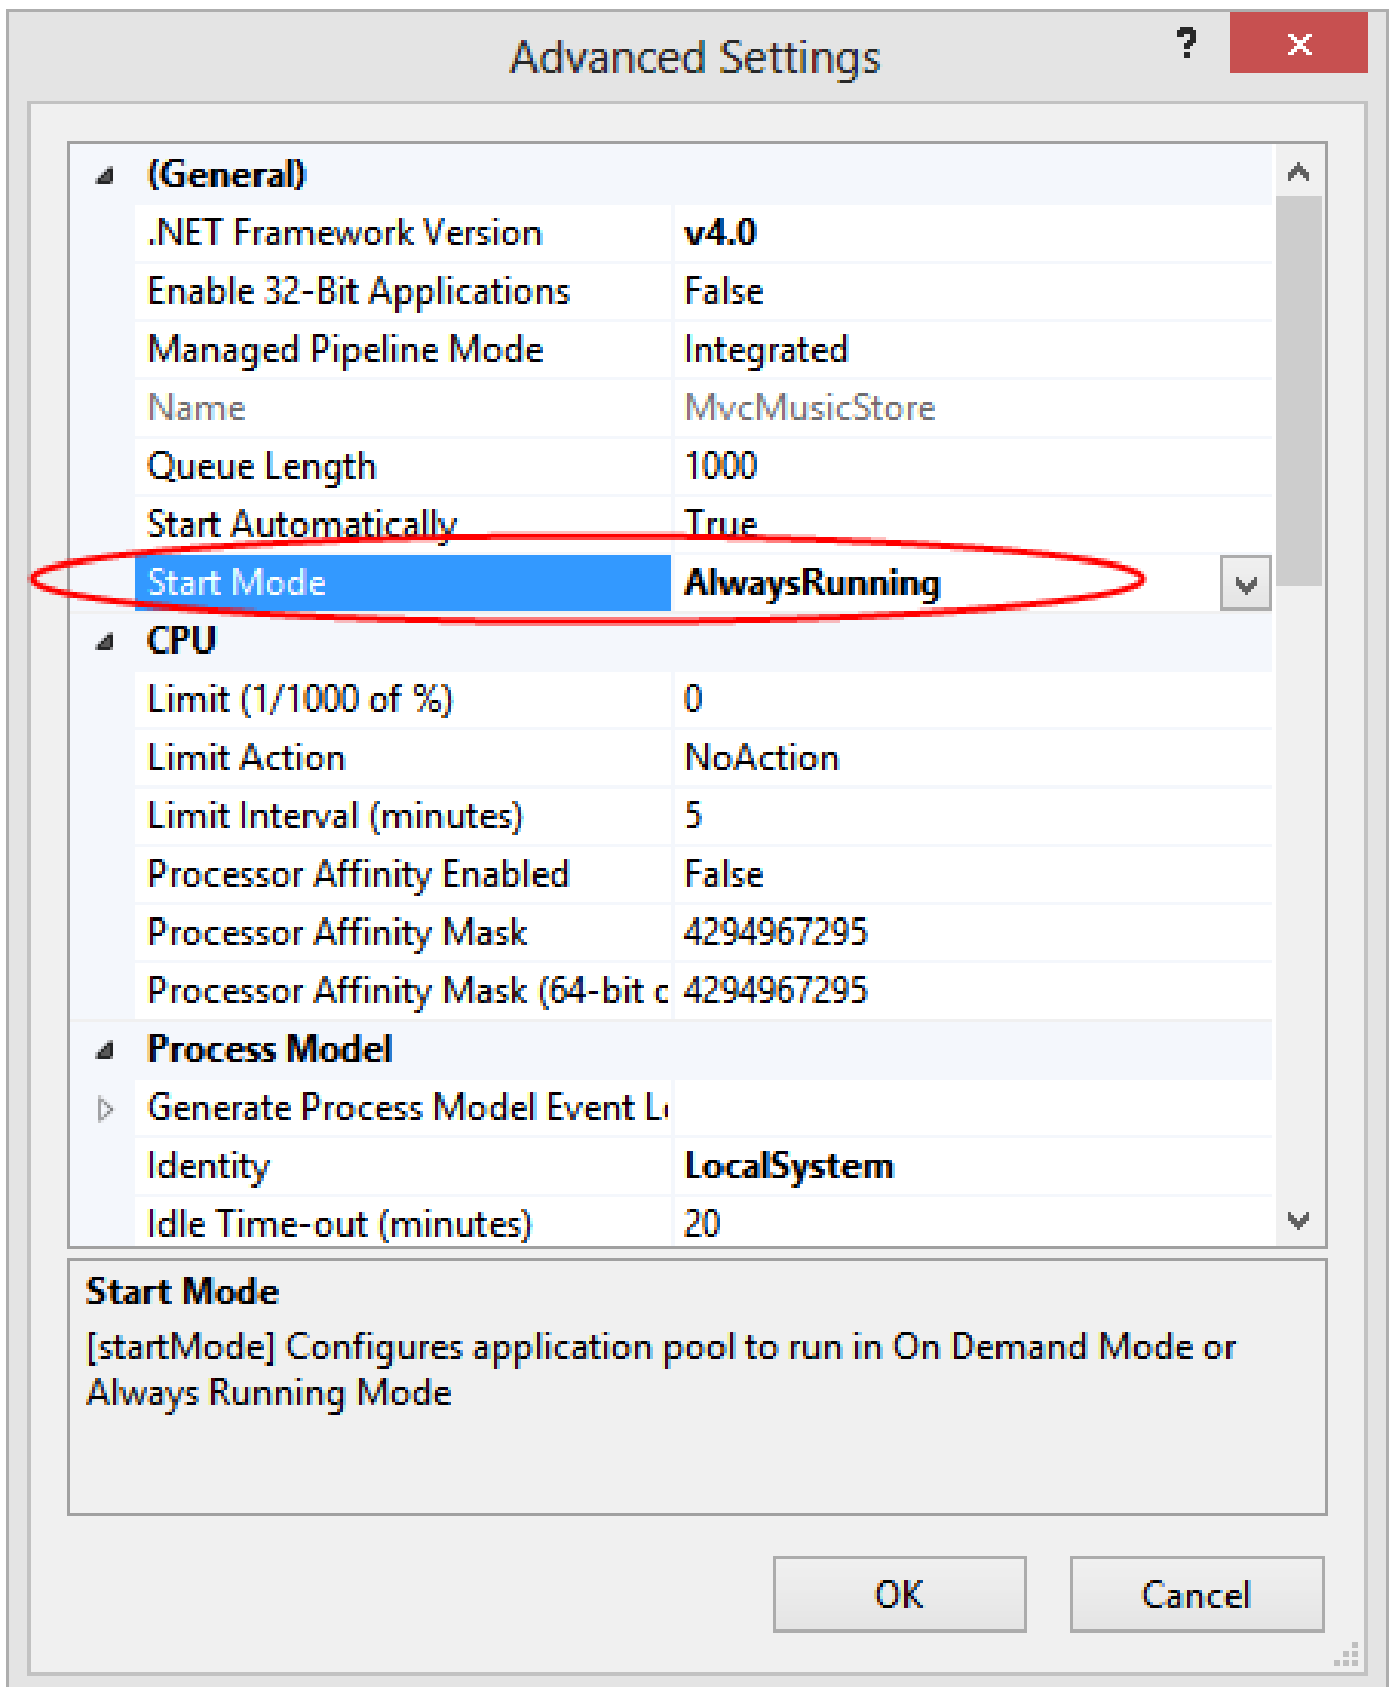 Advanced Settings ?
(General)
.NET Framework Version v4.0
Enable 32-Bit Applications False
Managed Pipeline Mode Integrated
Name MvcMusicStore
Queue Length 1000
Start Automatically True
Start Mode AlwaysRunning
CPU
Limit (1/1000 of %) 0
Limit Action NoAction
Limit Interval (minutes) 5
Processor Affinity Enabled False
Processor Affinity Mask 4294967295
Processor Affinity Mask (64-bit c 4294967295
Process Model
Generate Process Model Event L
Identity LocalSystem
Idle Time-out (minutes) 20
Start Mode
[startMode] Configures application pool to run in On Demand Mode or
Always Running Mode
OK Cancel